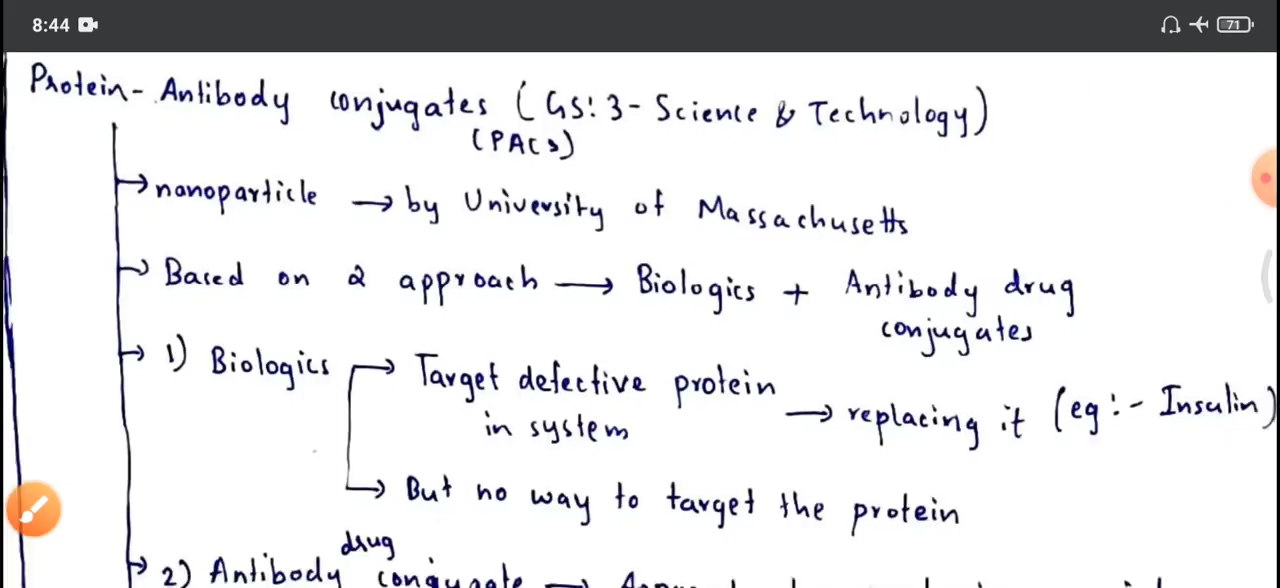 8:44
71
Protein- Antibody conjugates (GS:3 - Science & Technology)
(PACs)
→ nanoparticle → by University of Massachusetts
→ Based on 2 approach → Biologics + Antibody drug
conjugates
→ 1) Biologics → Target defective protein
in system → replacing it (eg:- Insulin)
→ But no way to target the protein
drug
→ 2) Antibody conjugate →